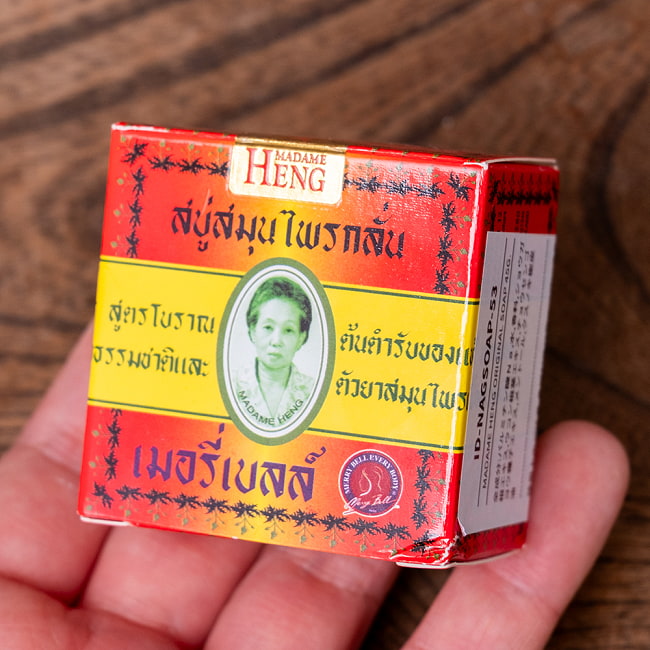 MADAME
HENG
สบู่สมุนไพรกลั่น
สูตรโบราณ
ธรรมชาติและ
ต้นตำรับของแ
ตัวยาสมุนไพร
MADAME HENG
เมอรี่เบลล์
MERRY BELL EVERY BODY
Merry Bell
ID-NAGSOAP-53
MADAME HENG ORIGINAL SOAP 45G